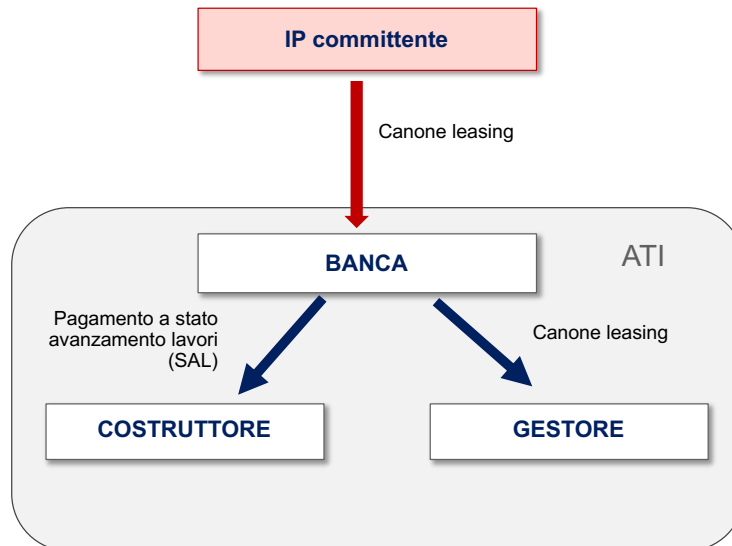 IP committente
Canone leasing
ATI
BANCA
Pagamento a stato
avanzamento lavori
(SAL)
Canone leasing
COSTRUTTORE
GESTORE